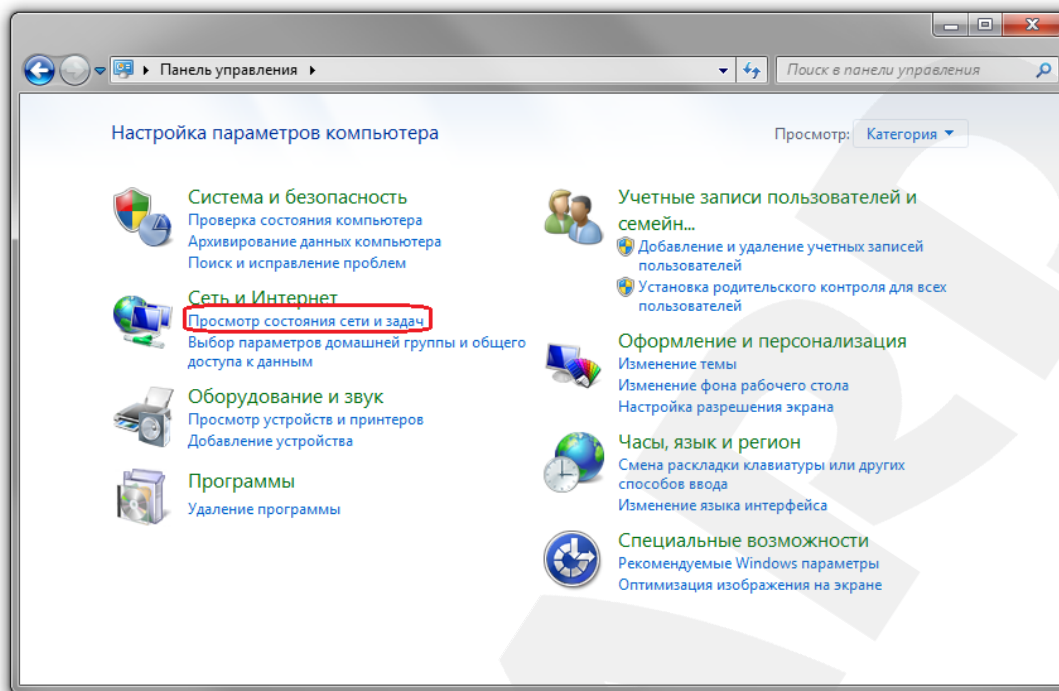 Панель управления
Поиск в панели управления
Настройка параметров компьютера
Просмотр: Категория
Система и безопасность
Проверка состояния компьютера
Архивирование данных компьютера
Поиск и исправление проблем
Сеть и Интернет
Просмотр состояния сети и задач
Выбор параметров домашней группы и общего
доступа к данным
Оборудование и звук
Просмотр устройств и принтеров
Добавление устройства
Программы
Удаление программы
Учетные записи пользователей и
семейн...
Добавление и удаление учетных записей
пользователей
Установка родительского контроля для всех
пользователей
Оформление и персонализация
Изменение темы
Изменение фона рабочего стола
Настройка разрешения экрана
Часы, язык и регион
Смена раскладки клавиатуры или других
способов ввода
Изменение языка интерфейса
Специальные возможности
Рекомендуемые Windows параметры
Оптимизация изображения на экране